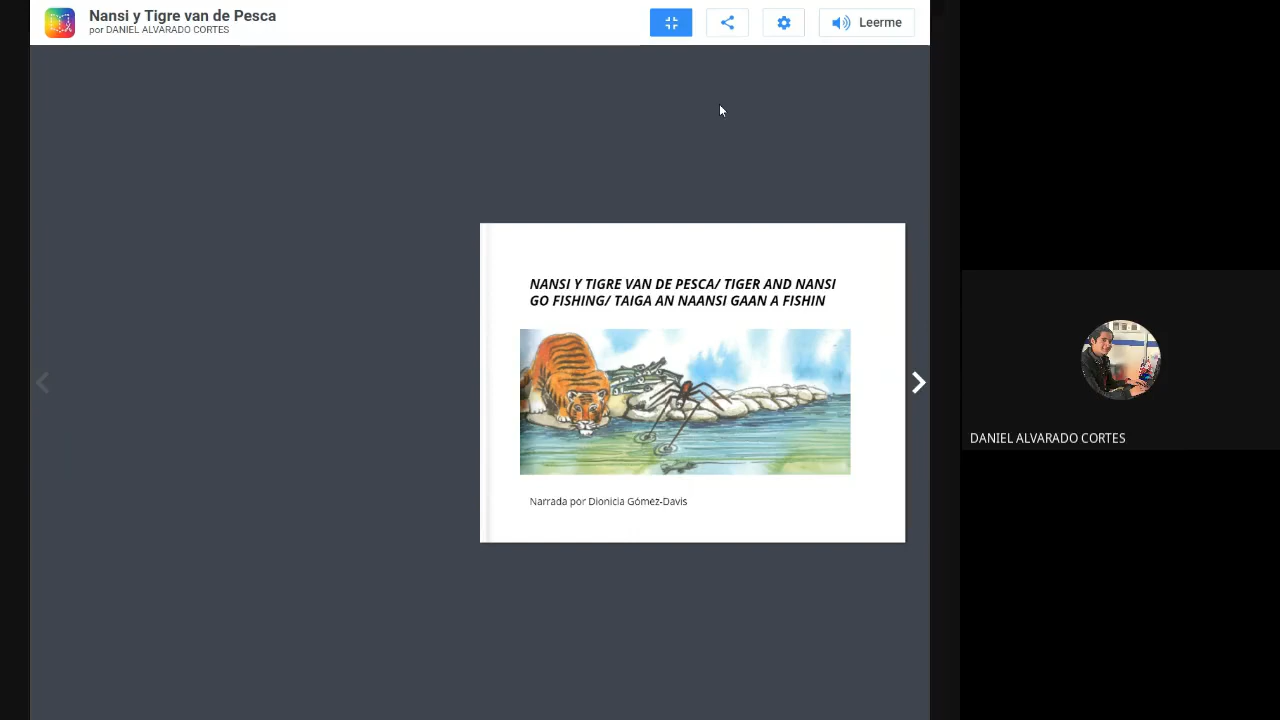 Nansi y Tigre van de Pesca
por DANIEL ALVARADO CORTES
Leerme
NANSI Y TIGRE VAN DE PESCA/ TIGER AND NANSI
GO FISHING/ TAIGA AN NAANSI GAAN A FISHIN
Narrada por Dionicia Gómez-Davis
DANIEL ALVARADO CORTES